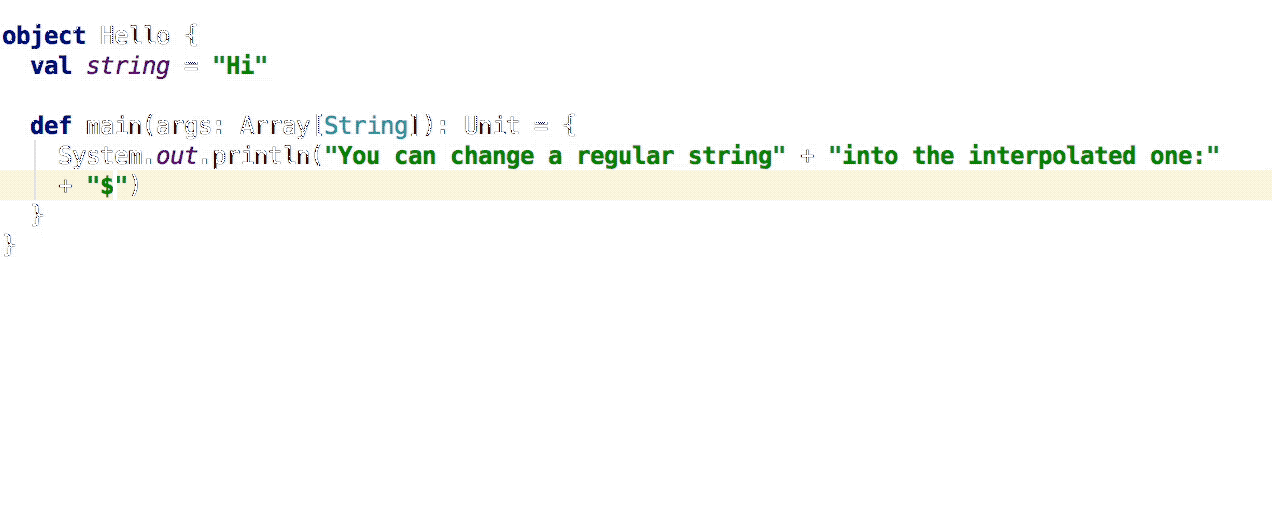 object Hello {
  val string = "Hi"

  def main(args: Array[String]): Unit = {
    System.out.println("You can change a regular string" + "into the interpolated one:"
    + "$")
  }
}